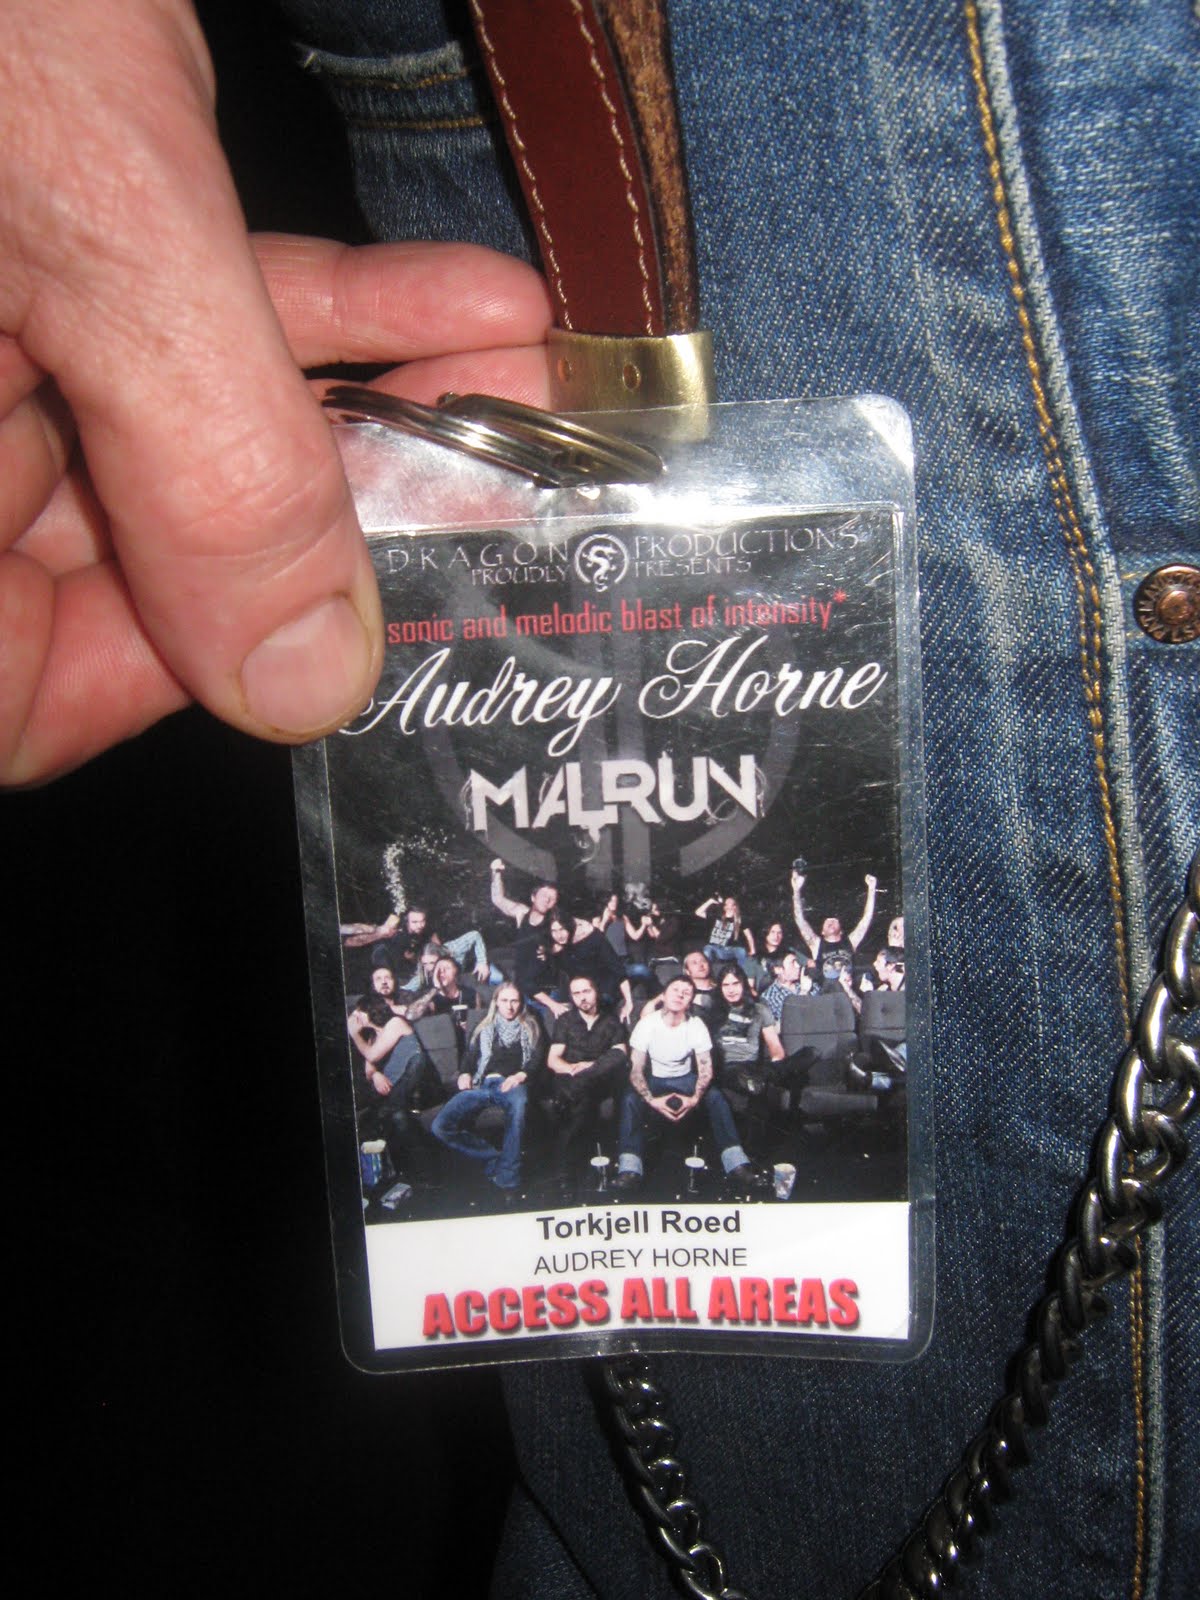 DRAGON PRODUCTIONS
PROUDLY PRESENTS
sonic and melodic blast of intensity*
Audrey Horne
MALRUN
Torkjell Roed
AUDREY HORNE
ACCESS ALL AREAS